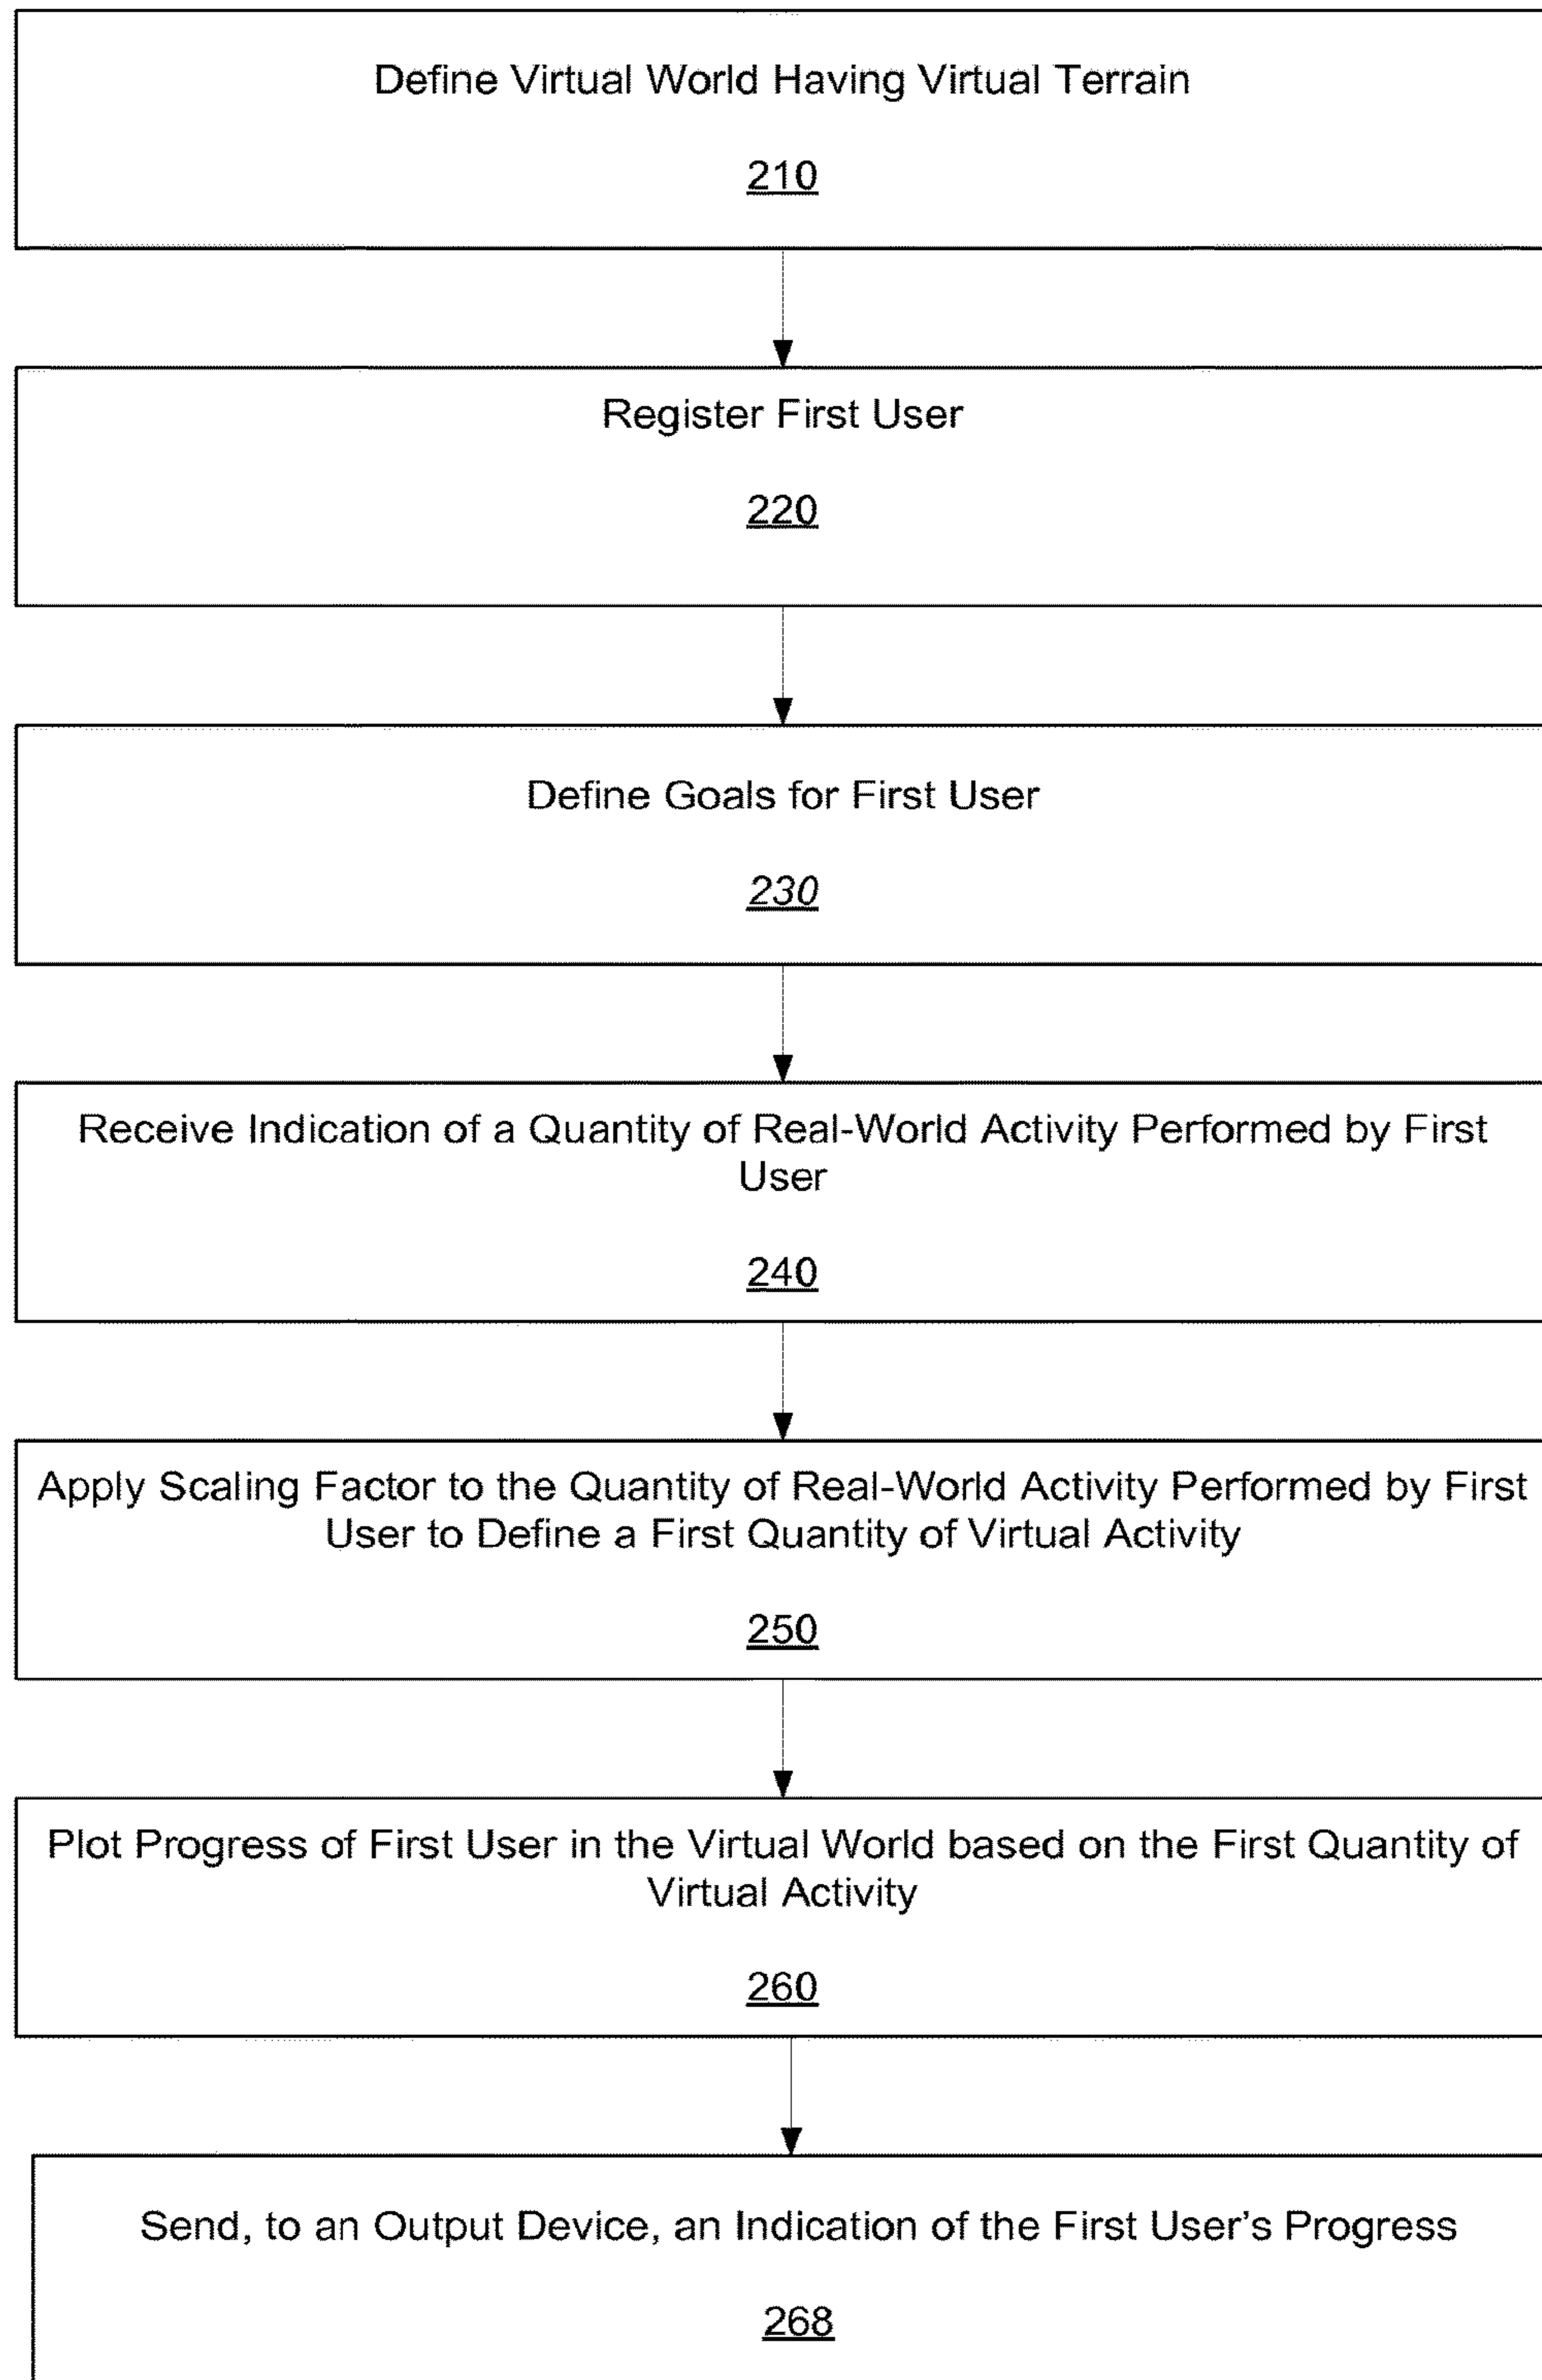 Define Virtual World Having Virtual Terrain
210
Register First User
220
Define Goals for First User
230
Receive Indication of a Quantity of Real-World Activity Performed by First
User
240
Apply Scaling Factor to the Quantity of Real-World Activity Performed by First
User to Define a First Quantity of Virtual Activity
250
Plot Progress of First User in the Virtual World based on the First Quantity of
Virtual Activity
260
Send, to an Output Device, an Indication of the First User's Progress
268